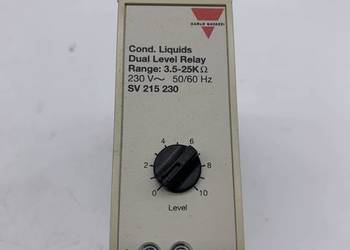 CARLO GAVAZZI
Cond. Liquids
Dual Level Relay
Range: 3.5-25KΩ
230 V~ 50/60 Hz
SV 215 230
4 6
2 8
0 10
Level